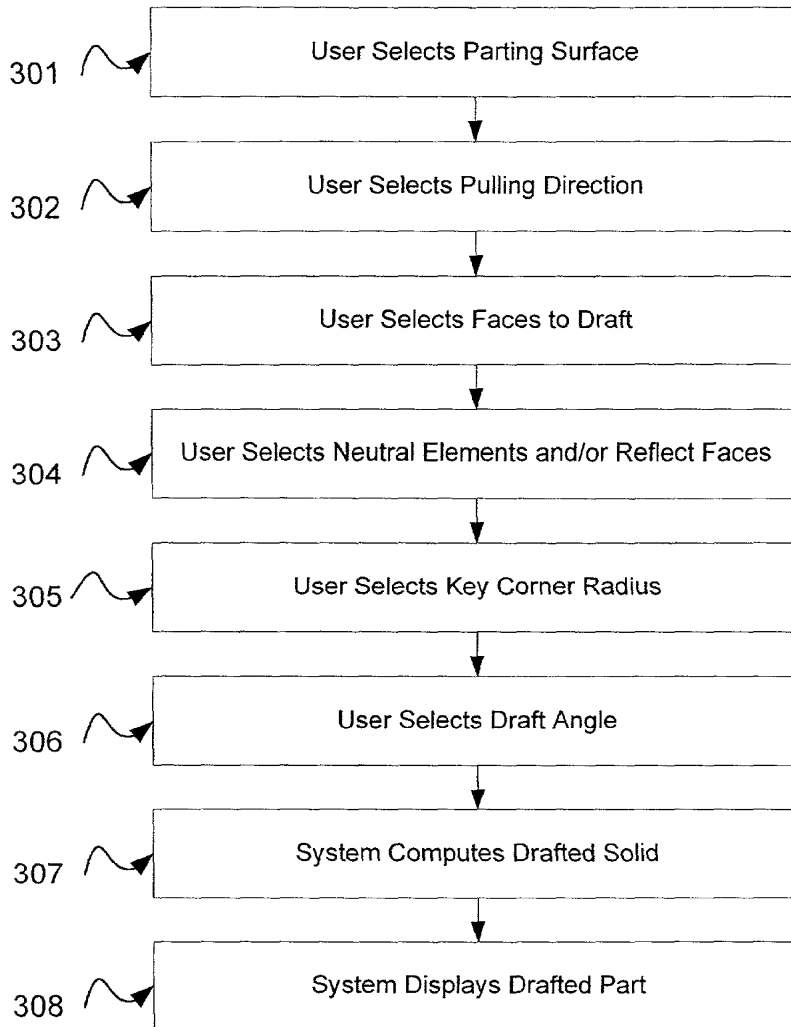 301 User Selects Parting Surface
302 User Selects Pulling Direction
303 User Selects Faces to Draft
304 User Selects Neutral Elements and/or Reflect Faces
305 User Selects Key Corner Radius
306 User Selects Draft Angle
307 System Computes Drafted Solid
308 System Displays Drafted Part